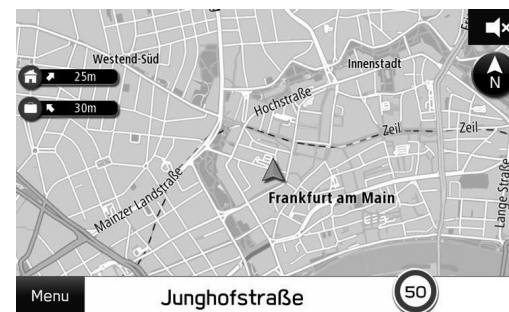 Westend-Süd
Innenstadt
25m
N
30m
Hochstraße
Zeil
Zeil
Mainzer Landstraße
Lange Straße
Frankfurt am Main
Menu
Junghofstraße
50